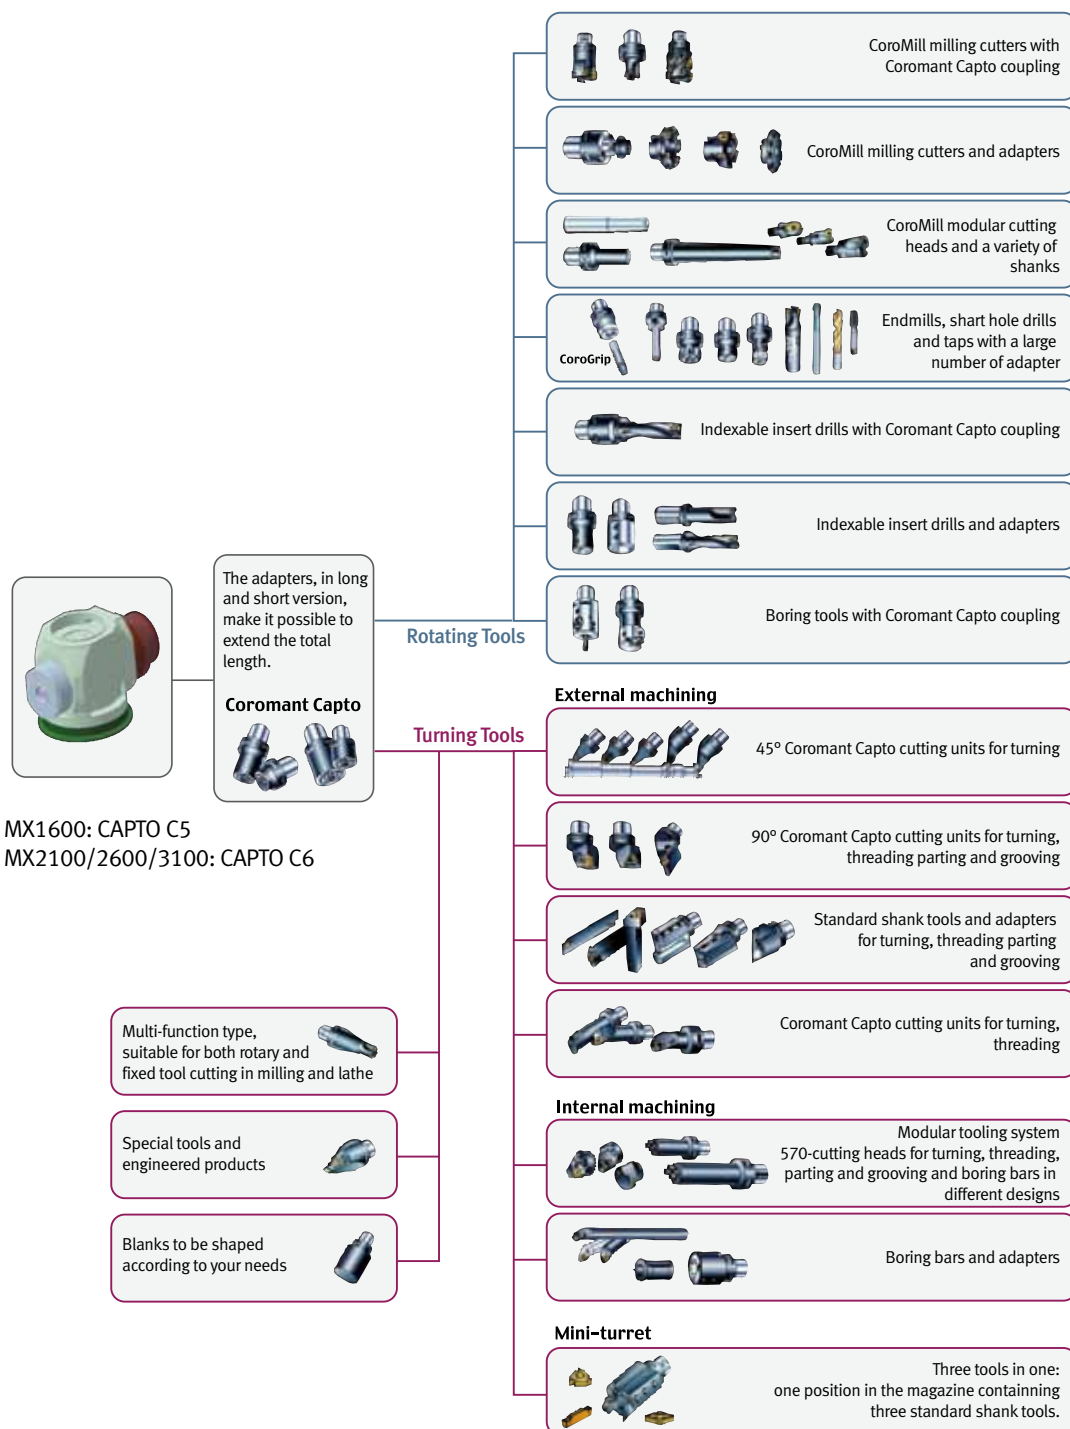 CoroMill milling cutters with
Coromant Capto coupling
CoroMill milling cutters and adapters
CoroMill modular cutting
heads and a variety of
shanks
CoroGrip
Endmills, shart hole drills
and taps with a large
number of adapter
Indexable insert drills with Coromant Capto coupling
Indexable insert drills and adapters
Boring tools with Coromant Capto coupling
The adapters, in long
and short version,
make it possible to
extend the total
length.
Coromant Capto
Rotating Tools
Turning Tools
MX1600: CAPTO C5
MX2100/2600/3100: CAPTO C6
External machining
45° Coromant Capto cutting units for turning
90° Coromant Capto cutting units for turning,
threading parting and grooving
Standard shank tools and adapters
for turning, threading parting
and grooving
Coromant Capto cutting units for turning,
threading
Multi-function type,
suitable for both rotary and
fixed tool cutting in milling and lathe
Special tools and
engineered products
Blanks to be shaped
according to your needs
Internal machining
Modular tooling system
570-cutting heads for turning, threading,
parting and grooving and boring bars in
different designs
Boring bars and adapters
Mini-turret
Three tools in one:
one position in the magazine containning
three standard shank tools.